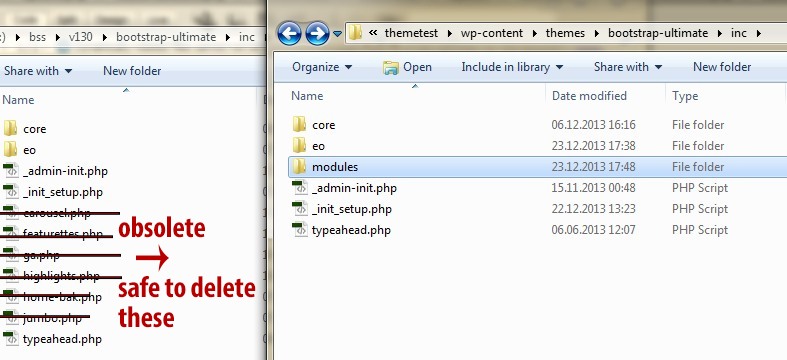 ) ▸ bss ▸ v130 ▸ bootstrap-ultimate ▸ inc
Share with New folder
Name
core
eo
_admin-init.php
_init_setup.php
carousel.php
featurettes.php
ga.php
highlights.php
home-bak.php
jumbo.php
typeahead.php
obsolete
safe to delete
these
« themetest ▸ wp-content ▸ themes ▸ bootstrap-ultimate ▸ inc ▸
Organize Open Include in library Share with New folder
Name Date modified Type
core 06.12.2013 16:16 File folder
eo 23.12.2013 17:38 File folder
modules 23.12.2013 17:48 File folder
_admin-init.php 15.11.2013 00:48 PHP Script
_init_setup.php 22.12.2013 13:23 PHP Script
typeahead.php 06.06.2013 12:07 PHP Script